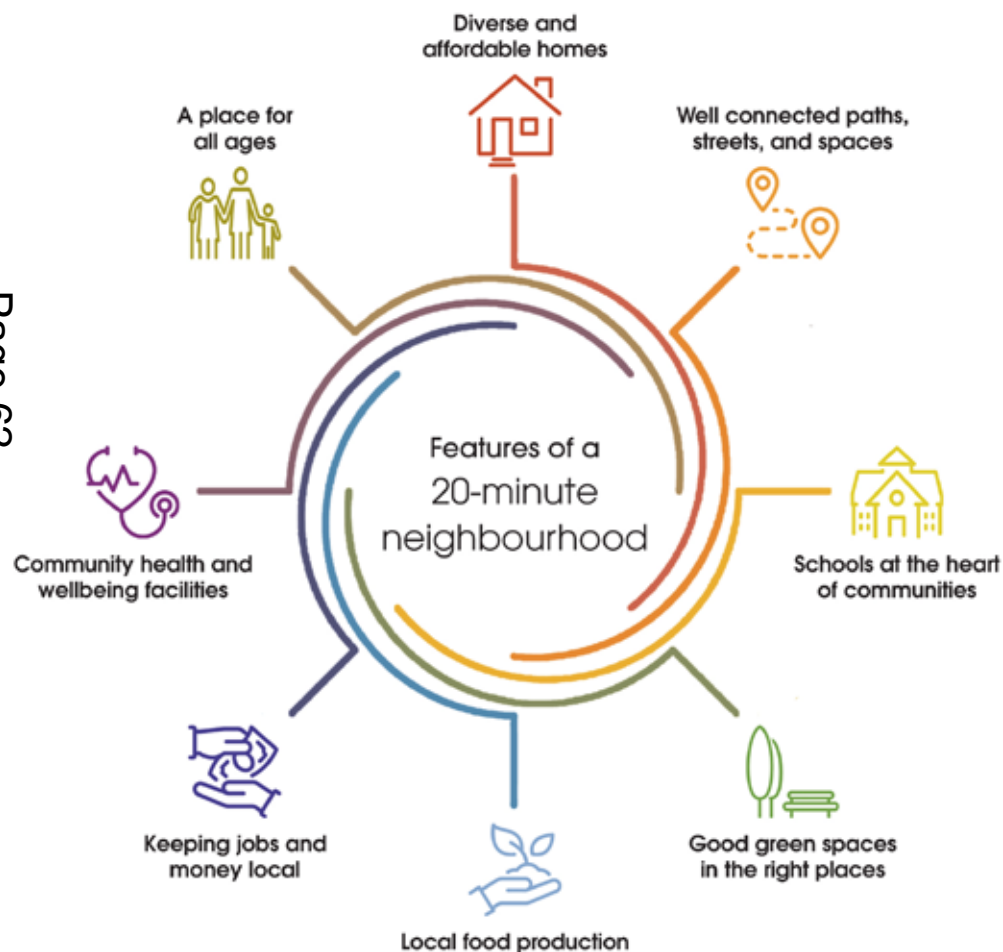 Diverse and
affordable homes
Well connected paths,
streets, and spaces
Schools at the heart
of communities
Good green spaces
in the right places
Local food production
Keeping jobs and
money local
Community health and
wellbeing facilities
A place for
all ages
Features of a
20-minute
neighbourhood
Page 62